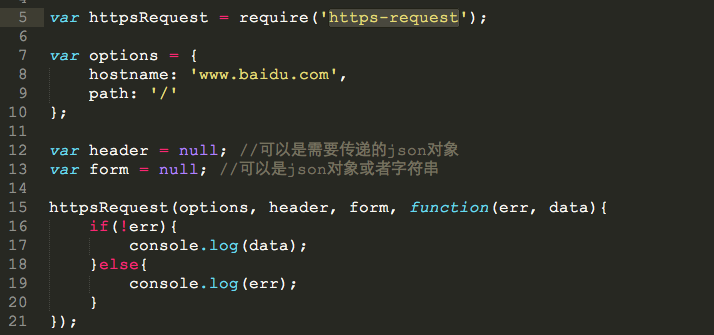 5 var httpsRequest = require('https-request');
6
7 var options = {
8 hostname: 'www.baidu.com',
9 path: '/'
10 };
11
12 var header = null; //可以是需要传递的json对象
13 var form = null; //可以是json对象或者字符串
14
15 httpsRequest(options, header, form, function(err, data){
16 if(!err){
17 console.log(data);
18 }else{
19 console.log(err);
20 }
21 });